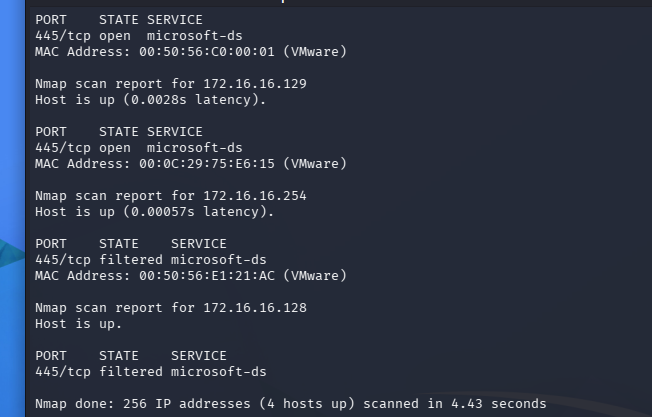 PORT    STATE SERVICE
445/tcp open  microsoft-ds
MAC Address: 00:50:56:C0:00:01 (VMware)
Nmap scan report for 172.16.16.129
Host is up (0.0028s latency).
PORT    STATE SERVICE
445/tcp open  microsoft-ds
MAC Address: 00:0C:29:75:E6:15 (VMware)
Nmap scan report for 172.16.16.254
Host is up (0.00057s latency).
PORT    STATE    SERVICE
445/tcp filtered microsoft-ds
MAC Address: 00:50:56:E1:21:AC (VMware)
Nmap scan report for 172.16.16.128
Host is up.
PORT    STATE    SERVICE
445/tcp filtered microsoft-ds
Nmap done: 256 IP addresses (4 hosts up) scanned in 4.43 seconds